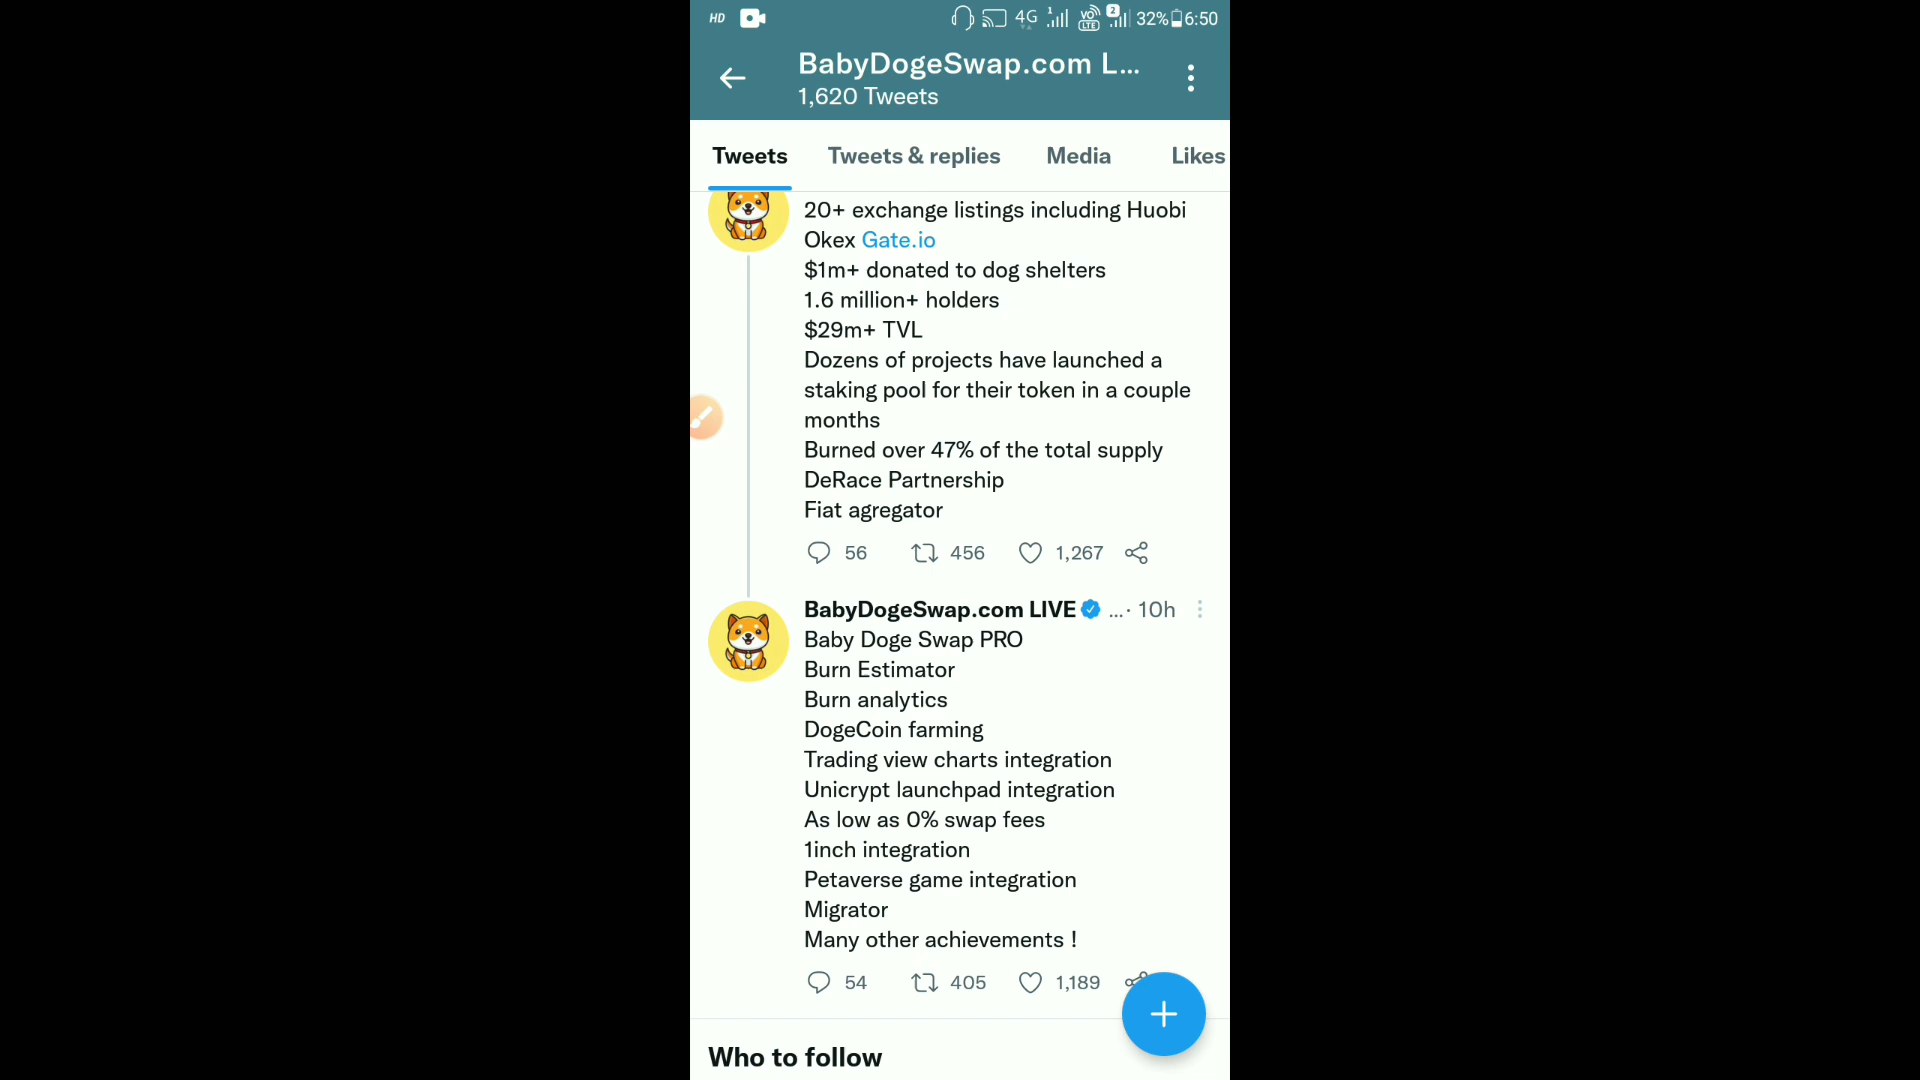 HD 4G 1 VO LTE 2 32% 6:50
BabyDogeSwap.com L...
1,620 Tweets
Tweets Tweets & replies Media Likes
20+ exchange listings including Huobi
Okex Gate.io
$1m+ donated to dog shelters
1.6 million+ holders
$29m+ TVL
Dozens of projects have launched a
staking pool for their token in a couple
months
Burned over 47% of the total supply
DeRace Partnership
Fiat agregator
56 456 1,267
BabyDogeSwap.com LIVE ... · 10h
Baby Doge Swap PRO
Burn Estimator
Burn analytics
DogeCoin farming
Trading view charts integration
Unicrypt launchpad integration
As low as 0% swap fees
1inch integration
Petaverse game integration
Migrator
Many other achievements !
54 405 1,189
Who to follow